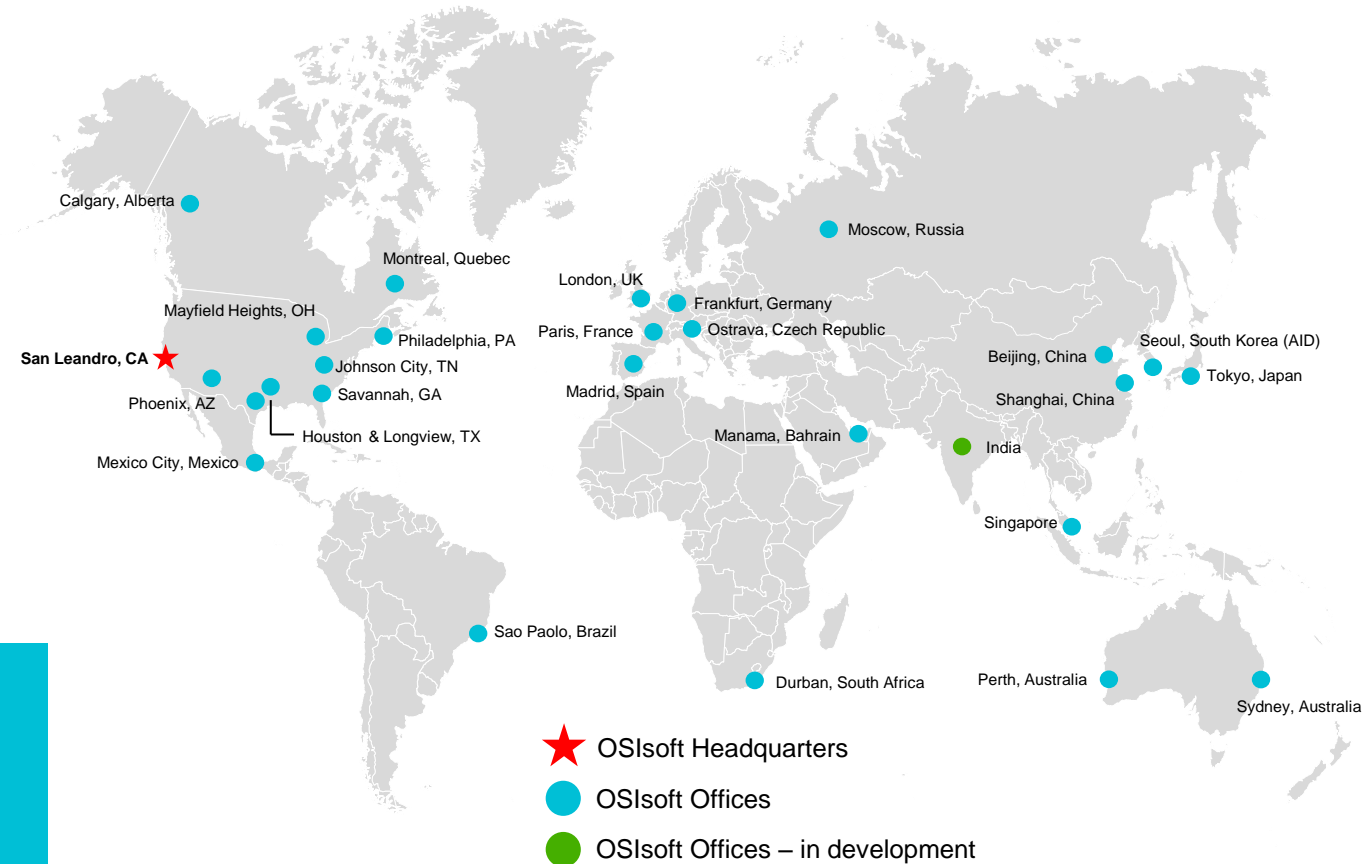 Calgary, Alberta
Moscow, Russia
Montreal, Quebec
London, UK
Frankfurt, Germany
Mayfield Heights, OH
Philadelphia, PA
Paris, France
Ostrava, Czech Republic
Seoul, South Korea (AID)
San Leandro, CA
Johnson City, TN
Beijing, China
Tokyo, Japan
Madrid, Spain
Savannah, GA
Shanghai, China
Phoenix, AZ
Houston & Longview, TX
Manama, Bahrain
India
Mexico City, Mexico
Singapore
Sao Paolo, Brazil
Durban, South Africa
Perth, Australia
Sydney, Australia
OSIsoft Headquarters
OSIsoft Offices
OSIsoft Offices – in development